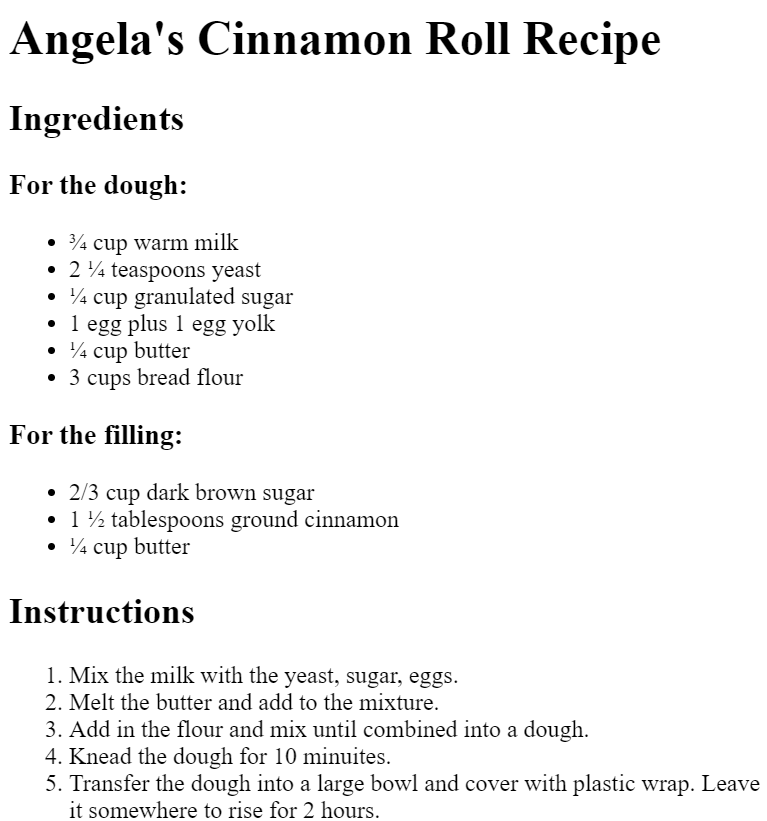 Angela's Cinnamon Roll Recipe
Ingredients
For the dough:
• ¾ cup warm milk
• 2 ¼ teaspoons yeast
• ¼ cup granulated sugar
• 1 egg plus 1 egg yolk
• ¼ cup butter
• 3 cups bread flour
For the filling:
• 2/3 cup dark brown sugar
• 1 ½ tablespoons ground cinnamon
• ¼ cup butter
Instructions
1. Mix the milk with the yeast, sugar, eggs.
2. Melt the butter and add to the mixture.
3. Add in the flour and mix until combined into a dough.
4. Knead the dough for 10 minuites.
5. Transfer the dough into a large bowl and cover with plastic wrap. Leave
it somewhere to rise for 2 hours.